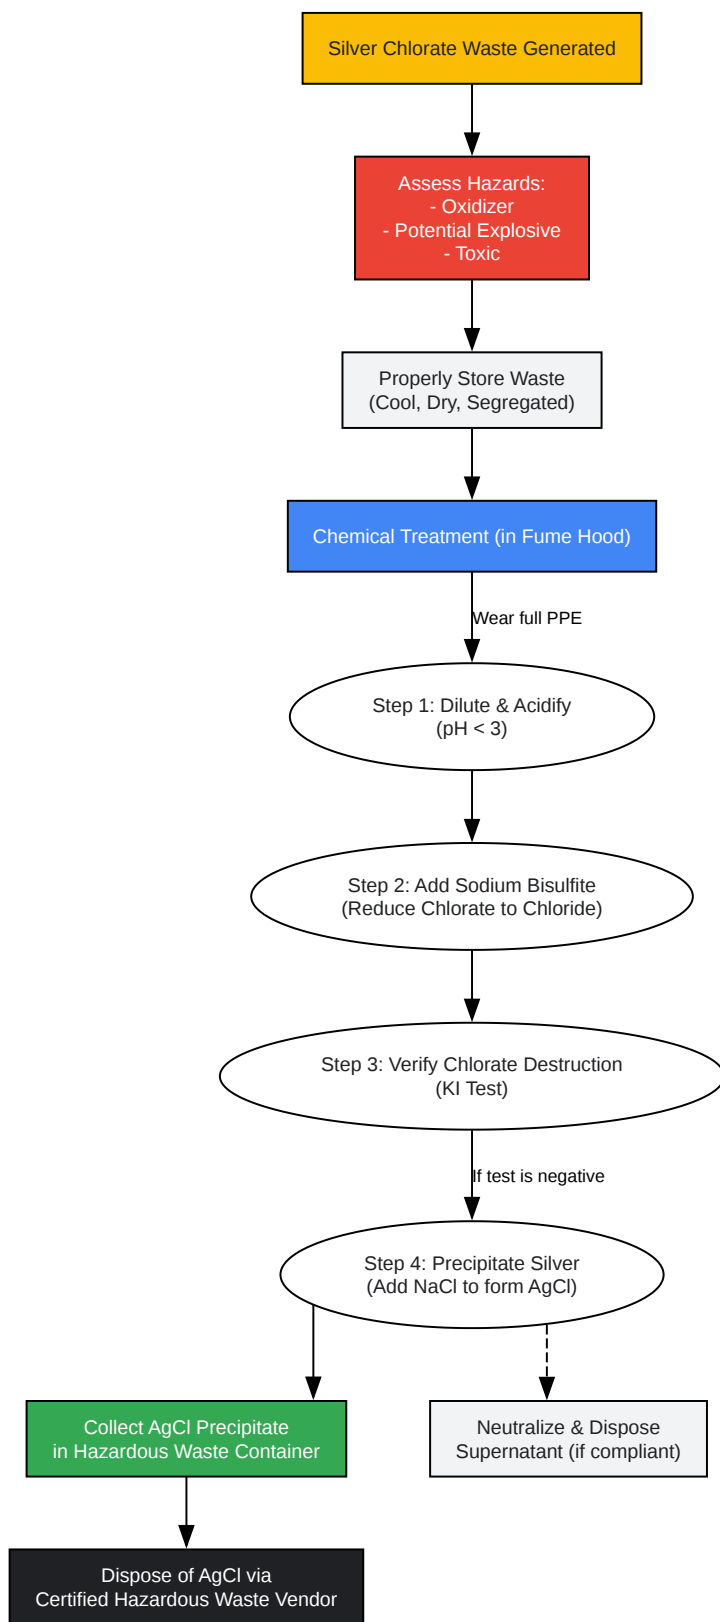 Silver Chlorate Waste Generated
Assess Hazards:
- Oxidizer
- Potential Explosive
- Toxic
Properly Store Waste
(Cool, Dry, Segregated)
Chemical Treatment (in Fume Hood)
Wear full PPE
Step 1: Dilute & Acidify
(pH < 3)
Step 2: Add Sodium Bisulfite
(Reduce Chlorate to Chloride)
Step 3: Verify Chlorate Destruction
(KI Test)
If test is negative
Step 4: Precipitate Silver
(Add NaCl to form AgCl)
Collect AgCl Precipitate
in Hazardous Waste Container
Neutralize & Dispose
Supernatant (if compliant)
Dispose of AgCl via
Certified Hazardous Waste Vendor